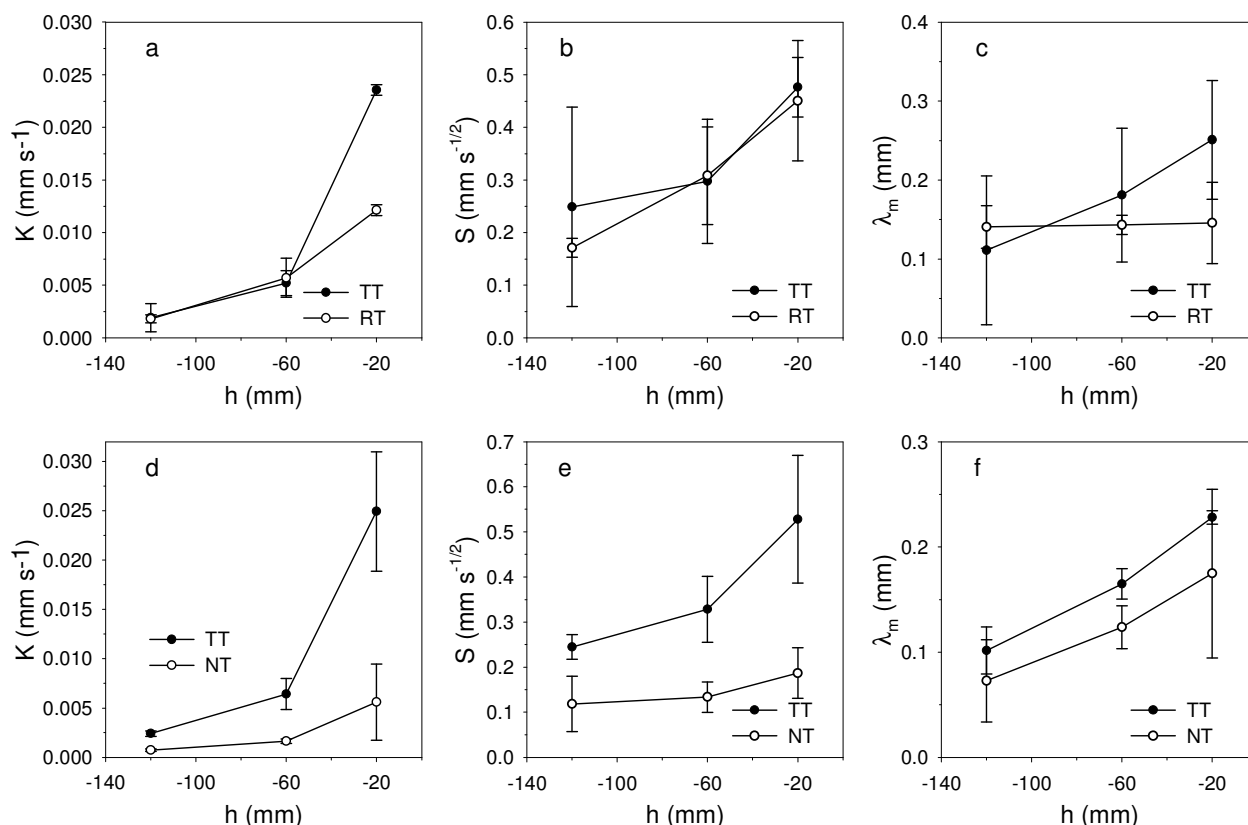 a
K (mm s-1)
0.030
0.025
0.020
0.015
0.010
0.005
0.000
TT
RT
-140 -100 -60 -20
h (mm)
b
S (mm s-1/2)
0.6
0.5
0.4
0.3
0.2
0.1
0.0
TT
RT
-140 -100 -60 -20
h (mm)
c
λm (mm)
0.4
0.3
0.2
0.1
0.0
TT
RT
-140 -100 -60 -20
h (mm)
d
K (mm s-1)
0.030
0.025
0.020
0.015
0.010
0.005
0.000
TT
NT
-140 -100 -60 -20
h (mm)
e
S (mm s-1/2)
0.7
0.6
0.5
0.4
0.3
0.2
0.1
0.0
TT
NT
-140 -100 -60 -20
h (mm)
f
λm (mm)
0.3
0.2
0.1
0.0
TT
NT
-140 -100 -60 -20
h (mm)